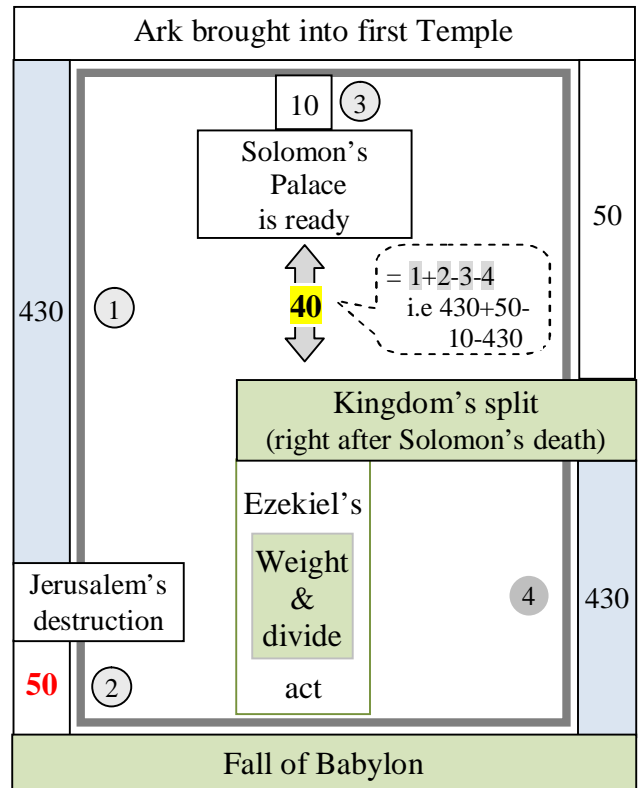 Ark brought into first Temple
10
3
Solomon's
Palace
is ready
50
430
1
40
= 1+2-3-4
i.e 430+50-
10-430
Kingdom's split
(right after Solomon's death)
Ezekiel's
Weight
&
divide
act
4
430
Jerusalem's
destruction
50
2
Fall of Babylon